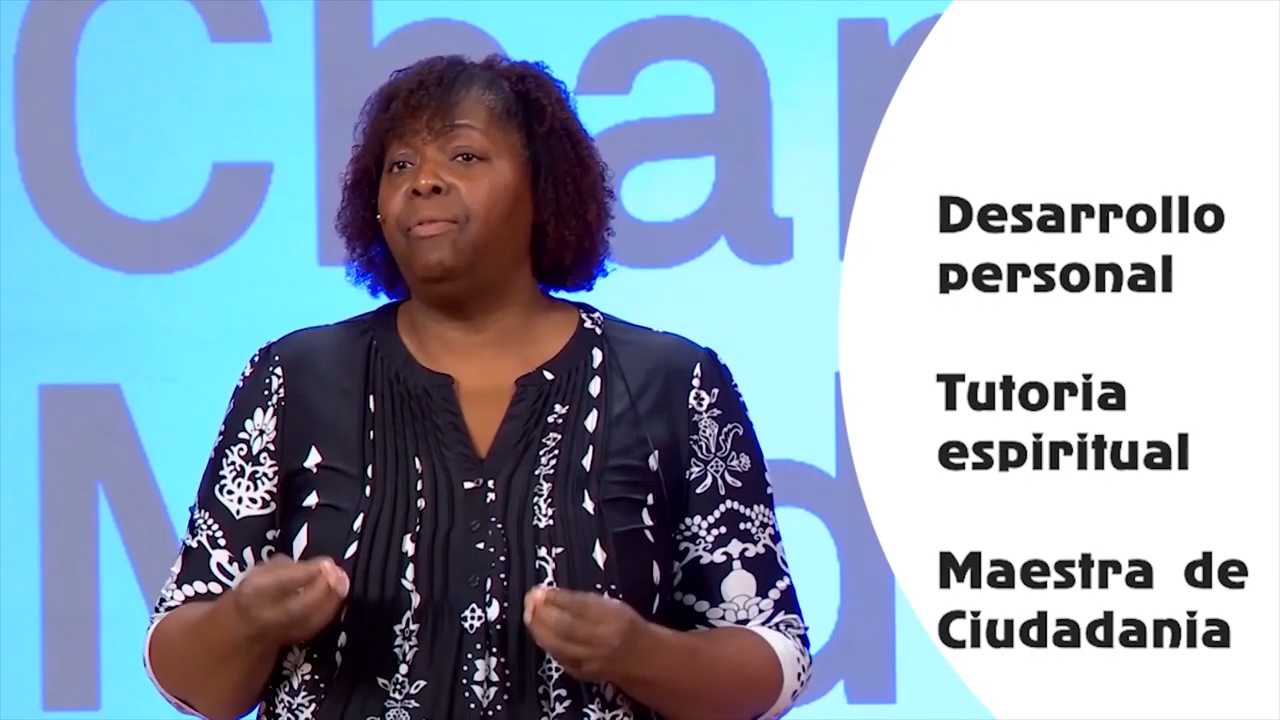 Desarrollo
personal
Tutoria
espiritual
Maestra de
Ciudadania